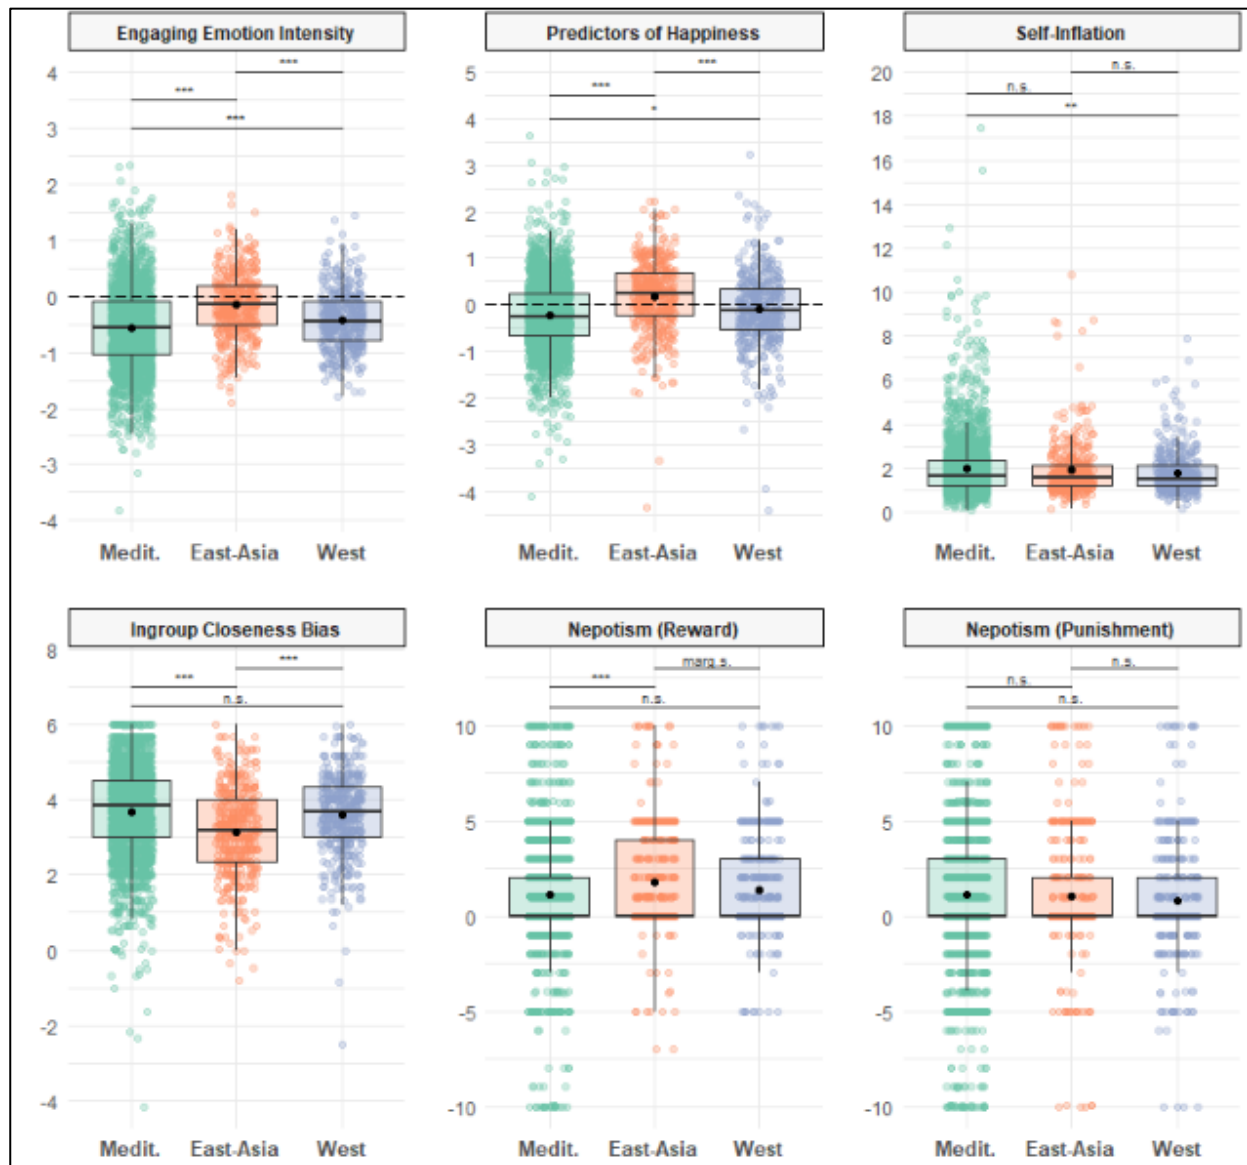 Engaging Emotion Intensity
Predictors of Happiness
Self-Inflation
4
3
2
1
0
-1
-2
-3
-4
***
***
***
Medit. East-Asia West
5
4
3
2
1
0
-1
-2
-3
-4
***
***
*
Medit. East-Asia West
20
18
16
14
12
10
8
6
4
2
0
n.s.
n.s.
**
Medit. East-Asia West
Ingroup Closeness Bias
Nepotism (Reward)
Nepotism (Punishment)
8
6
4
2
0
-2
-4
***
***
n.s.
Medit. East-Asia West
10
5
0
-5
-10
marg.s.
***
n.s.
Medit. East-Asia West
10
5
0
-5
-10
n.s.
n.s.
n.s.
Medit. East-Asia West